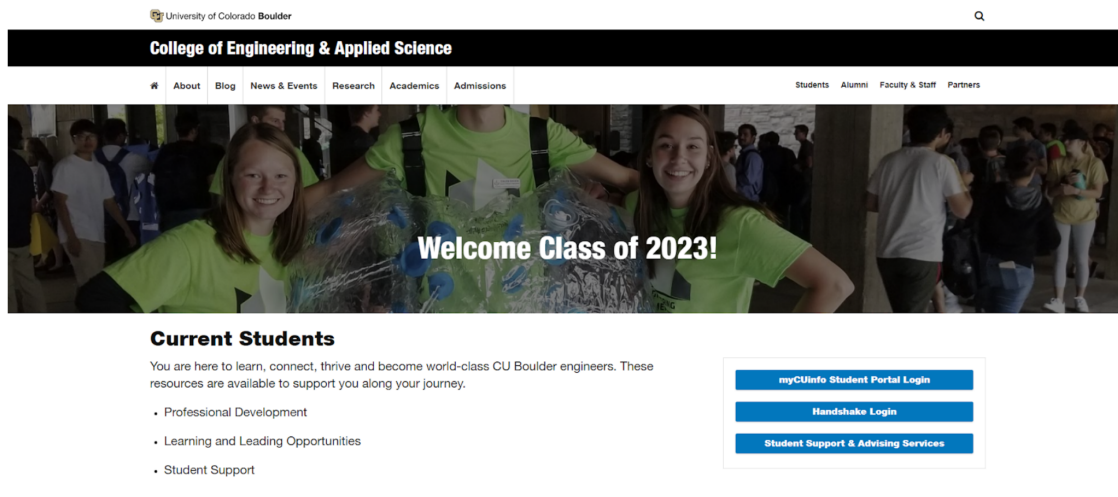 University of Colorado Boulder
College of Engineering & Applied Science
About Blog News & Events Research Academics Admissions
Students Alumni Faculty & Staff Partners
Welcome Class of 2023!
Current Students
You are here to learn, connect, thrive and become world-class CU Boulder engineers. These
resources are available to support you along your journey.
• Professional Development
• Learning and Leading Opportunities
• Student Support
myCUinfo Student Portal Login
Handshake Login
Student Support & Advising Services